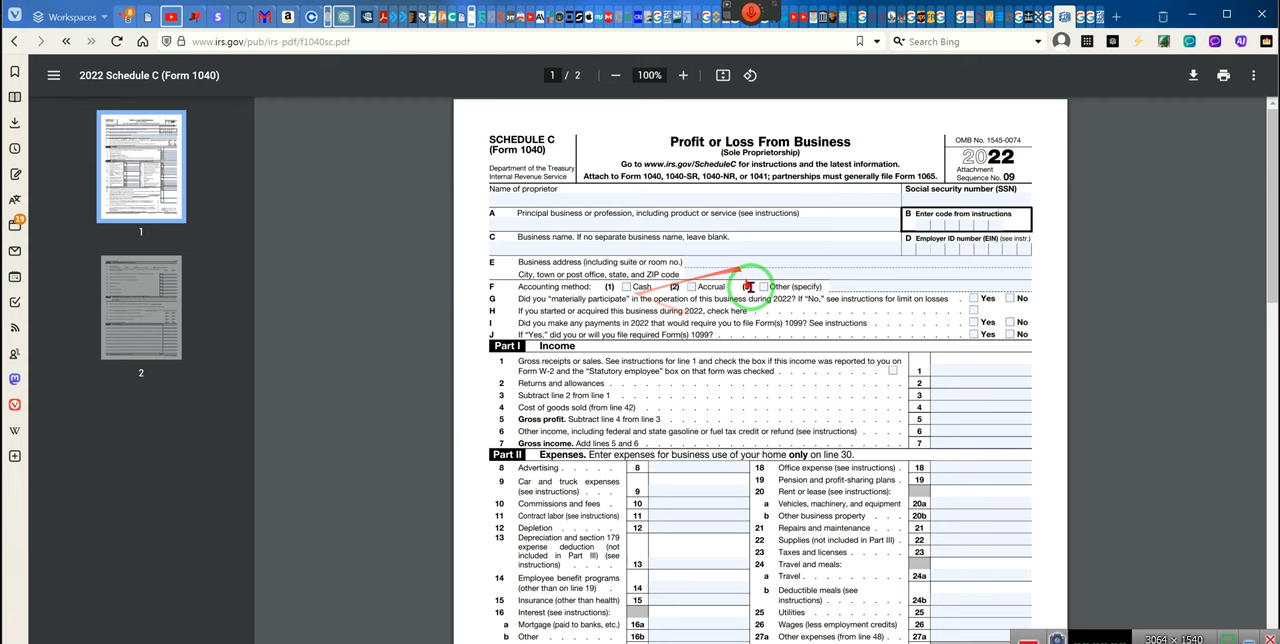 Workspaces
www.irs.gov/pub/irs-pdf/f1040sc.pdf
Search Bing
2022 Schedule C (Form 1040)
1 / 2
100%
1
2
19
SCHEDULE C
(Form 1040)
Department of the Treasury
Internal Revenue Service
Profit or Loss From Business
(Sole Proprietorship)
Go to www.irs.gov/ScheduleC for instructions and the latest information.
Attach to Form 1040, 1040-SR, 1040-NR, or 1041; partnerships must generally file Form 1065.
OMB No. 1545-0074
2022
Attachment
Sequence No. 09
Name of proprietor
Social security number (SSN)
A Principal business or profession, including product or service (see instructions)
B Enter code from instructions
C Business name. If no separate business name, leave blank.
D Employer ID number (EIN) (see instr.)
E Business address (including suite or room no.)
City, town or post office, state, and ZIP code
F Accounting method: (1) Cash (2) Accrual Other (specify)
G Did you “materially participate” in the operation of this business during 2022? If “No,” see instructions for limit on losses . Yes No
H If you started or acquired this business during 2022, check here
I Did you make any payments in 2022 that would require you to file Form(s) 1099? See instructions Yes No
J If “Yes,” did you or will you file required Form(s) 1099? Yes No
Part I Income
1 Gross receipts or sales. See instructions for line 1 and check the box if this income was reported to you on
Form W-2 and the “Statutory employee” box on that form was checked 1
2 Returns and allowances 2
3 Subtract line 2 from line 1 3
4 Cost of goods sold (from line 42) 4
5 Gross profit. Subtract line 4 from line 3 5
6 Other income, including federal and state gasoline or fuel tax credit or refund (see instructions) 6
7 Gross income. Add lines 5 and 6 7
Part II Expenses. Enter expenses for business use of your home only on line 30.
8 Advertising 8
9 Car and truck expenses
(see instructions) 9
10 Commissions and fees 10
11 Contract labor (see instructions) 11
12 Depletion 12
13 Depreciation and section 179
expense deduction (not
included in Part III) (see
instructions) 13
14 Employee benefit programs
(other than on line 19) 14
15 Insurance (other than health) 15
16 Interest (see instructions):
a Mortgage (paid to banks, etc.) 16a
b Other 16b
18 Office expense (see instructions) 18
19 Pension and profit-sharing plans 19
20 Rent or lease (see instructions):
a Vehicles, machinery, and equipment 20a
b Other business property 20b
21 Repairs and maintenance 21
22 Supplies (not included in Part III) 22
23 Taxes and licenses 23
24 Travel and meals:
a Travel 24a
b Deductible meals (see
instructions) 24b
25 Utilities 25
26 Wages (less employment credits) 26
27a Other expenses (from line 48) 27a
3064 × 1540